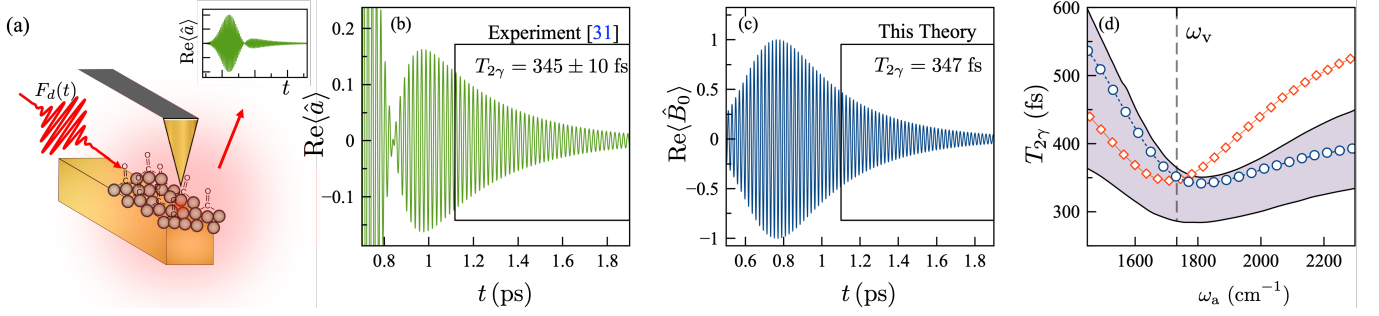 (a)
Re⟨â⟩
t
F_d(t)
(b)
Experiment [31]
T_{2γ} = 345 ± 10 fs
Re⟨â⟩
0.2
0.1
0
−0.1
0.8 1 1.2 1.4 1.6 1.8
t (ps)
(c)
This Theory
T_{2γ} = 347 fs
Re⟨B̂_0⟩
1
0.5
0
−0.5
−1
0.6 0.8 1 1.2 1.4 1.6 1.8
t (ps)
(d)
ω_v
T_{2γ} (fs)
600
500
400
300
1600 1800 2000 2200
ω_a (cm^{−1})